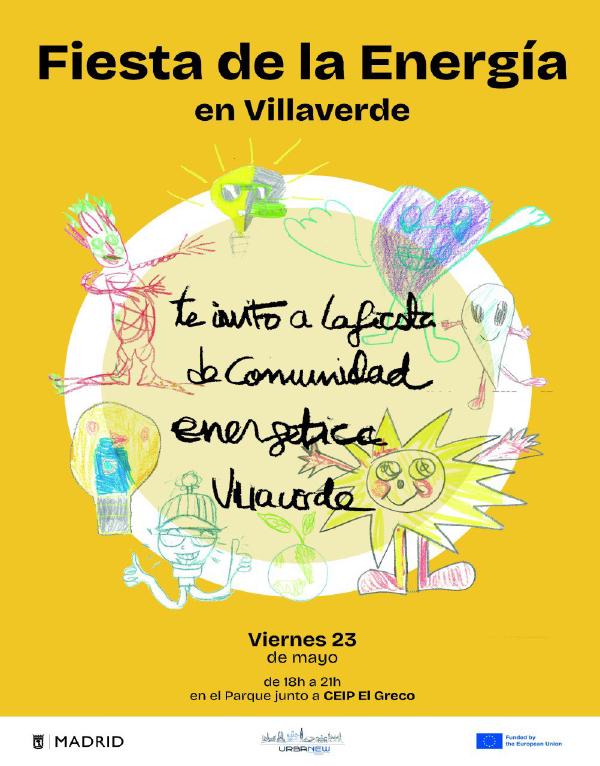 Fiesta de la Energía
en Villaverde
te invito a la fiesta
de Comunidad
energetica
Villaverde
Viernes 23
de mayo
de 18h a 21h
en el Parque junto a CEIP El Greco
MADRID
URBANEW
Funded by
the European Union